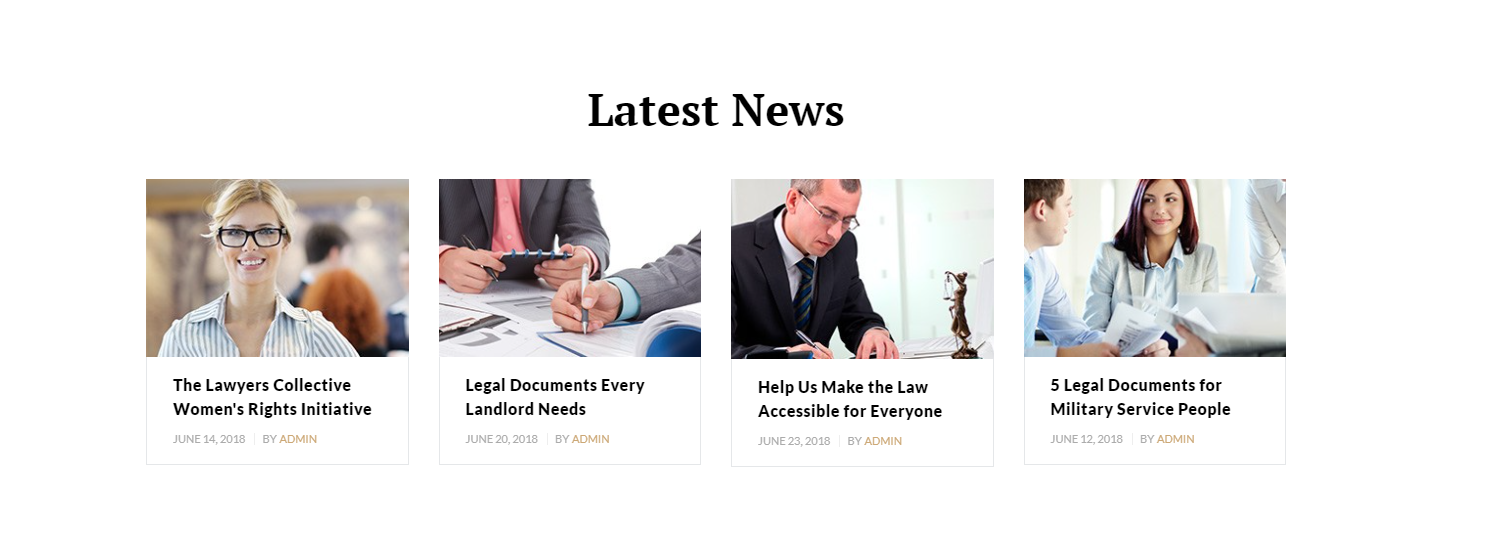 Latest News
The Lawyers Collective
Women's Rights Initiative
JUNE 14, 2018 BY ADMIN
Legal Documents Every
Landlord Needs
JUNE 20, 2018 BY ADMIN
Help Us Make the Law
Accessible for Everyone
JUNE 23, 2018 BY ADMIN
5 Legal Documents for
Military Service People
JUNE 12, 2018 BY ADMIN